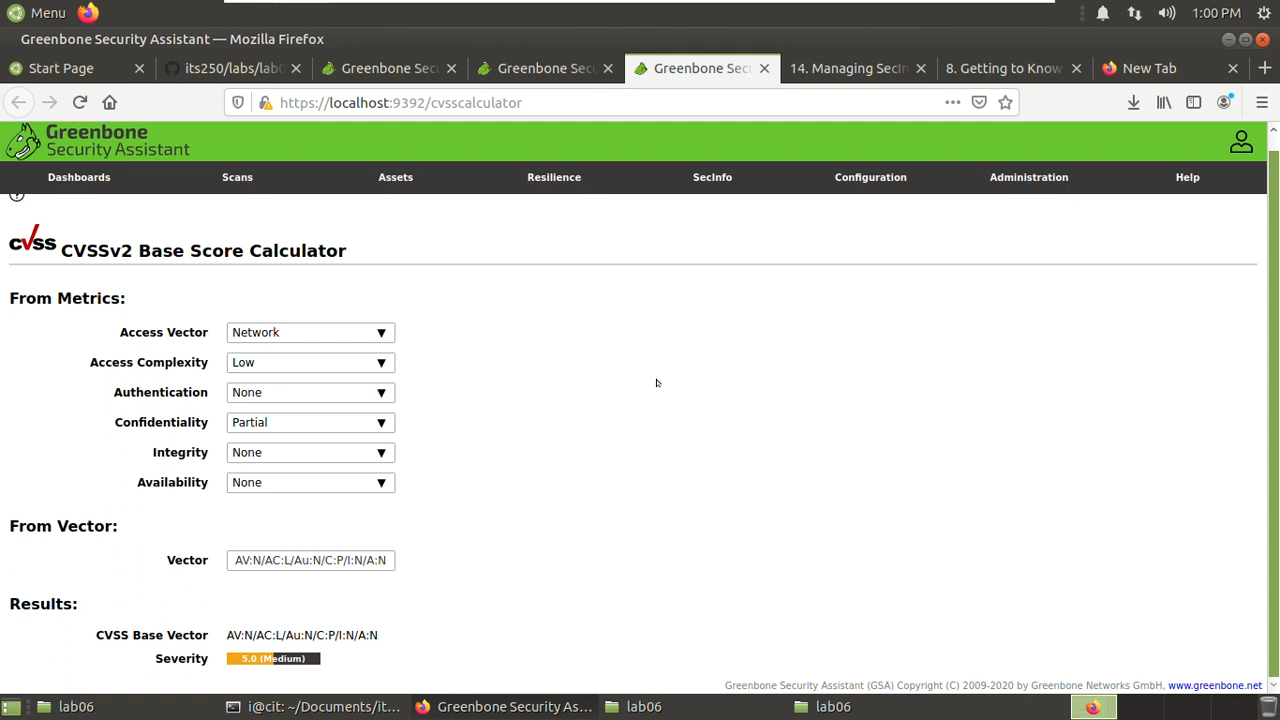 Menu
1:00 PM
Greenbone Security Assistant — Mozilla Firefox
Start Page
its250/labs/lab0
Greenbone Secu
Greenbone Secu
Greenbone Secu
14. Managing SecIn
8. Getting to Know
New Tab
https://localhost:9392/cvsscalculator
Greenbone
Security Assistant
Dashboards Scans Assets Resilience SecInfo Configuration Administration Help
CVSS CVSSv2 Base Score Calculator
From Metrics:
Access Vector Network
Access Complexity Low
Authentication None
Confidentiality Partial
Integrity None
Availability None
From Vector:
Vector AV:N/AC:L/Au:N/C:P/I:N/A:N
Results:
CVSS Base Vector AV:N/AC:L/Au:N/C:P/I:N/A:N
Severity 5.0 (Medium)
Greenbone Security Assistant (GSA) Copyright (C) 2009-2020 by Greenbone Networks GmbH, www.greenbone.net
lab06
i@cit: ~/Documents/it...
Greenbone Security As...
lab06
lab06